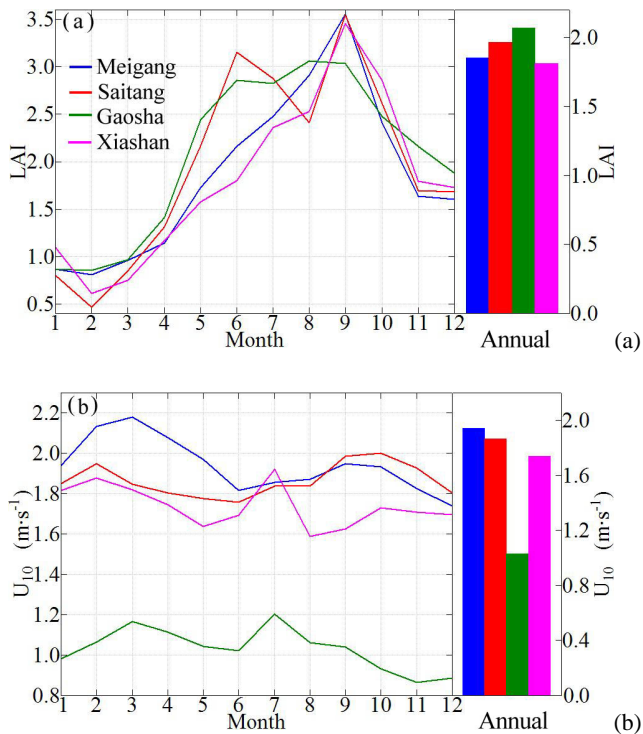 (a)
Meigang
Saitang
Gaosha
Xiashan
LAI
3.5
3.0
2.5
2.0
1.5
1.0
0.5
1 2 3 4 5 6 7 8 9 10 11 12
Month
2.0
1.5
1.0
0.5
0.0
LAI
Annual
(a)
(b)
U10 (m·s-1)
2.2
2.0
1.8
1.6
1.4
1.2
1.0
0.8
1 2 3 4 5 6 7 8 9 10 11 12
Month
2.0
1.6
1.2
0.8
0.4
0.0
U10 (m·s-1)
Annual
(b)